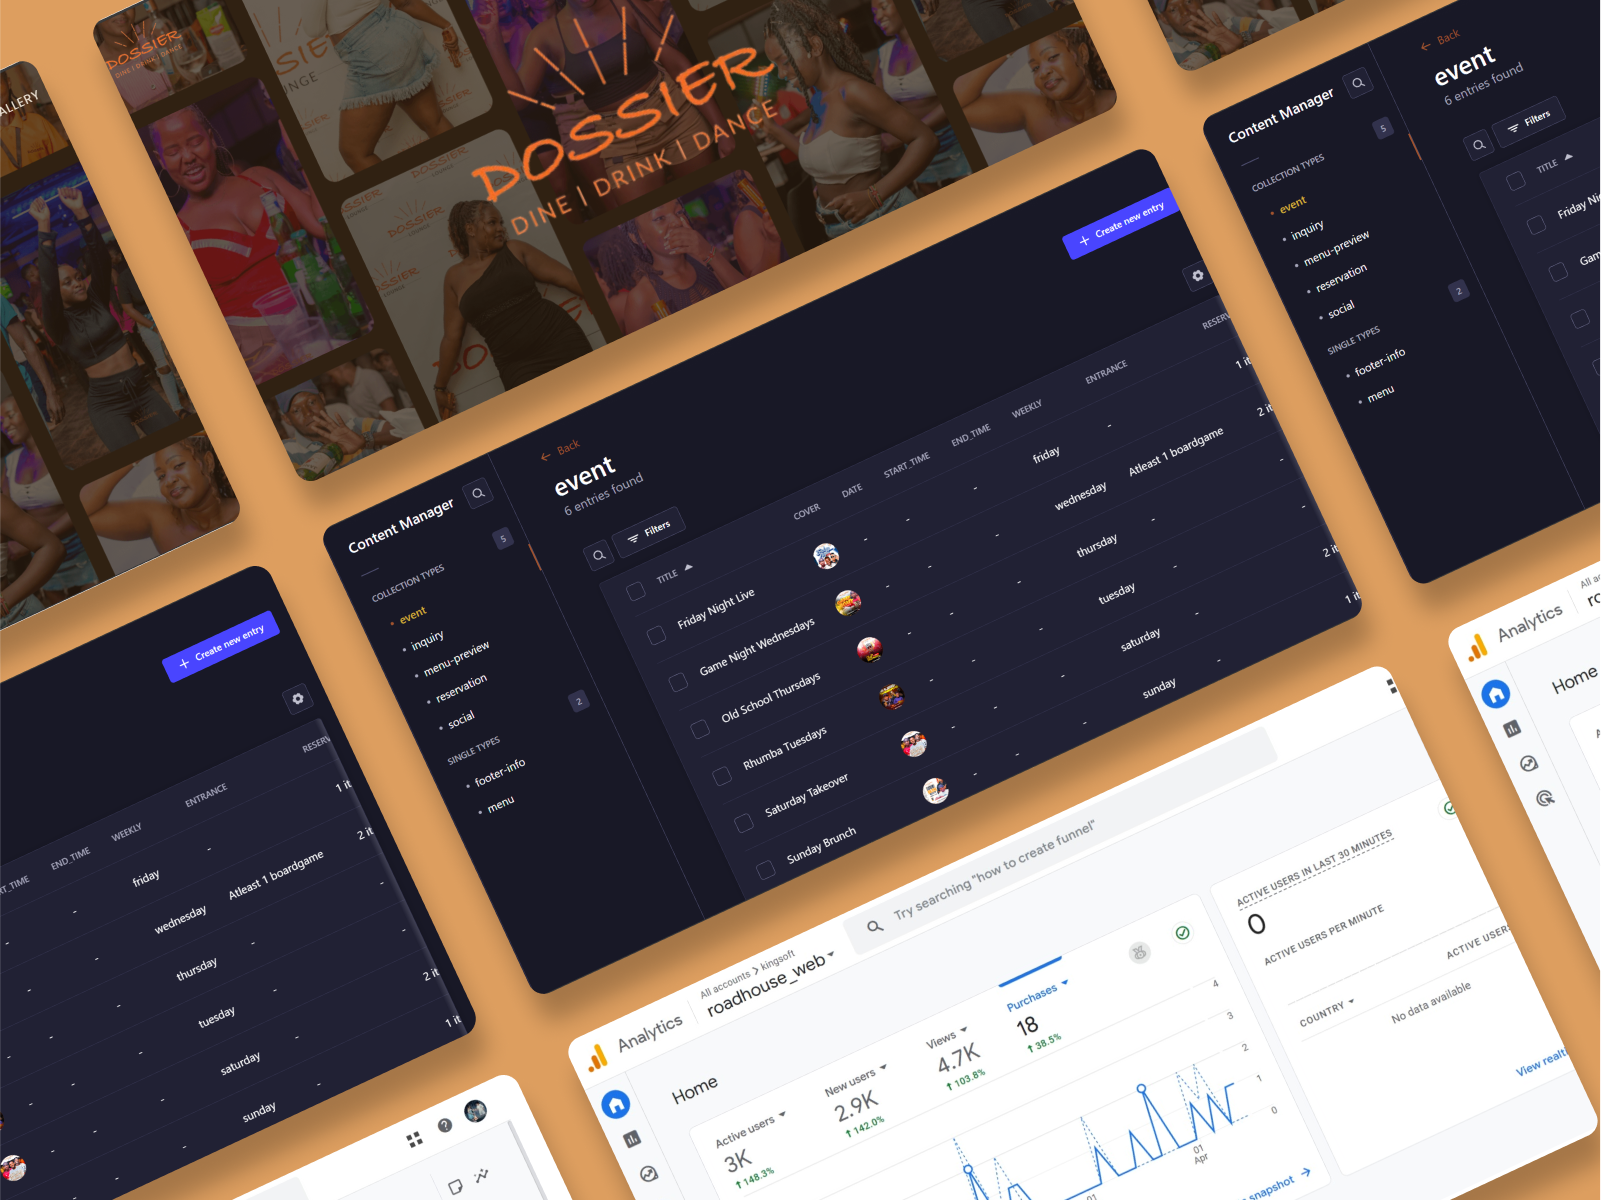 DOSSIER
DINE | DRINK | DANCE
ALLERY
DOSSIER
DINE | DRINK | DANCE
LOUNGE
Create new entry
RESERV
ENTRANCE
WEEKLY
END_TIME
START_TIME
DATE
COVER
TITLE
Back
event
6 entries found
Filters
Content Manager
COLLECTION TYPES
5
event
inquiry
menu-preview
reservation
social
SINGLE TYPES
2
footer-info
menu
Friday Night Live - - - friday - 1 it
Game Night Wednesdays - - - wednesday Atleast 1 boardgame 2 it
Old School Thursdays - - - thursday - -
Rhumba Tuesdays - - - tuesday - -
Saturday Takeover - - - saturday - 2 it
Sunday Brunch - - - sunday - 1 it
Back
event
6 entries found
Filters
TITLE
Friday Ni
Gam
Content Manager
COLLECTION TYPES
5
event
inquiry
menu-preview
reservation
social
SINGLE TYPES
2
footer-info
menu
Create new entry
RESERV
ENTRANCE
WEEKLY
END_TIME
RT_TIME
friday - 1 it
wednesday Atleast 1 boardgame 2 it
thursday - -
tuesday - -
saturday - 2 it
sunday - 1 it
Analytics
All accounts > kingsoft
roadhouse_web
Try searching "how to create funnel"
Home
Active users
3K
148.3%
New users
2.9K
142.0%
Views
4.7K
103.8%
Purchases
18
38.5%
4
3
2
1
0
01
01
Apr
snapshot
ACTIVE USERS IN LAST 30 MINUTES
0
ACTIVE USERS PER MINUTE
COUNTRY
ACTIVE USERS
No data available
View realti
Analytics
All a
ro
Home